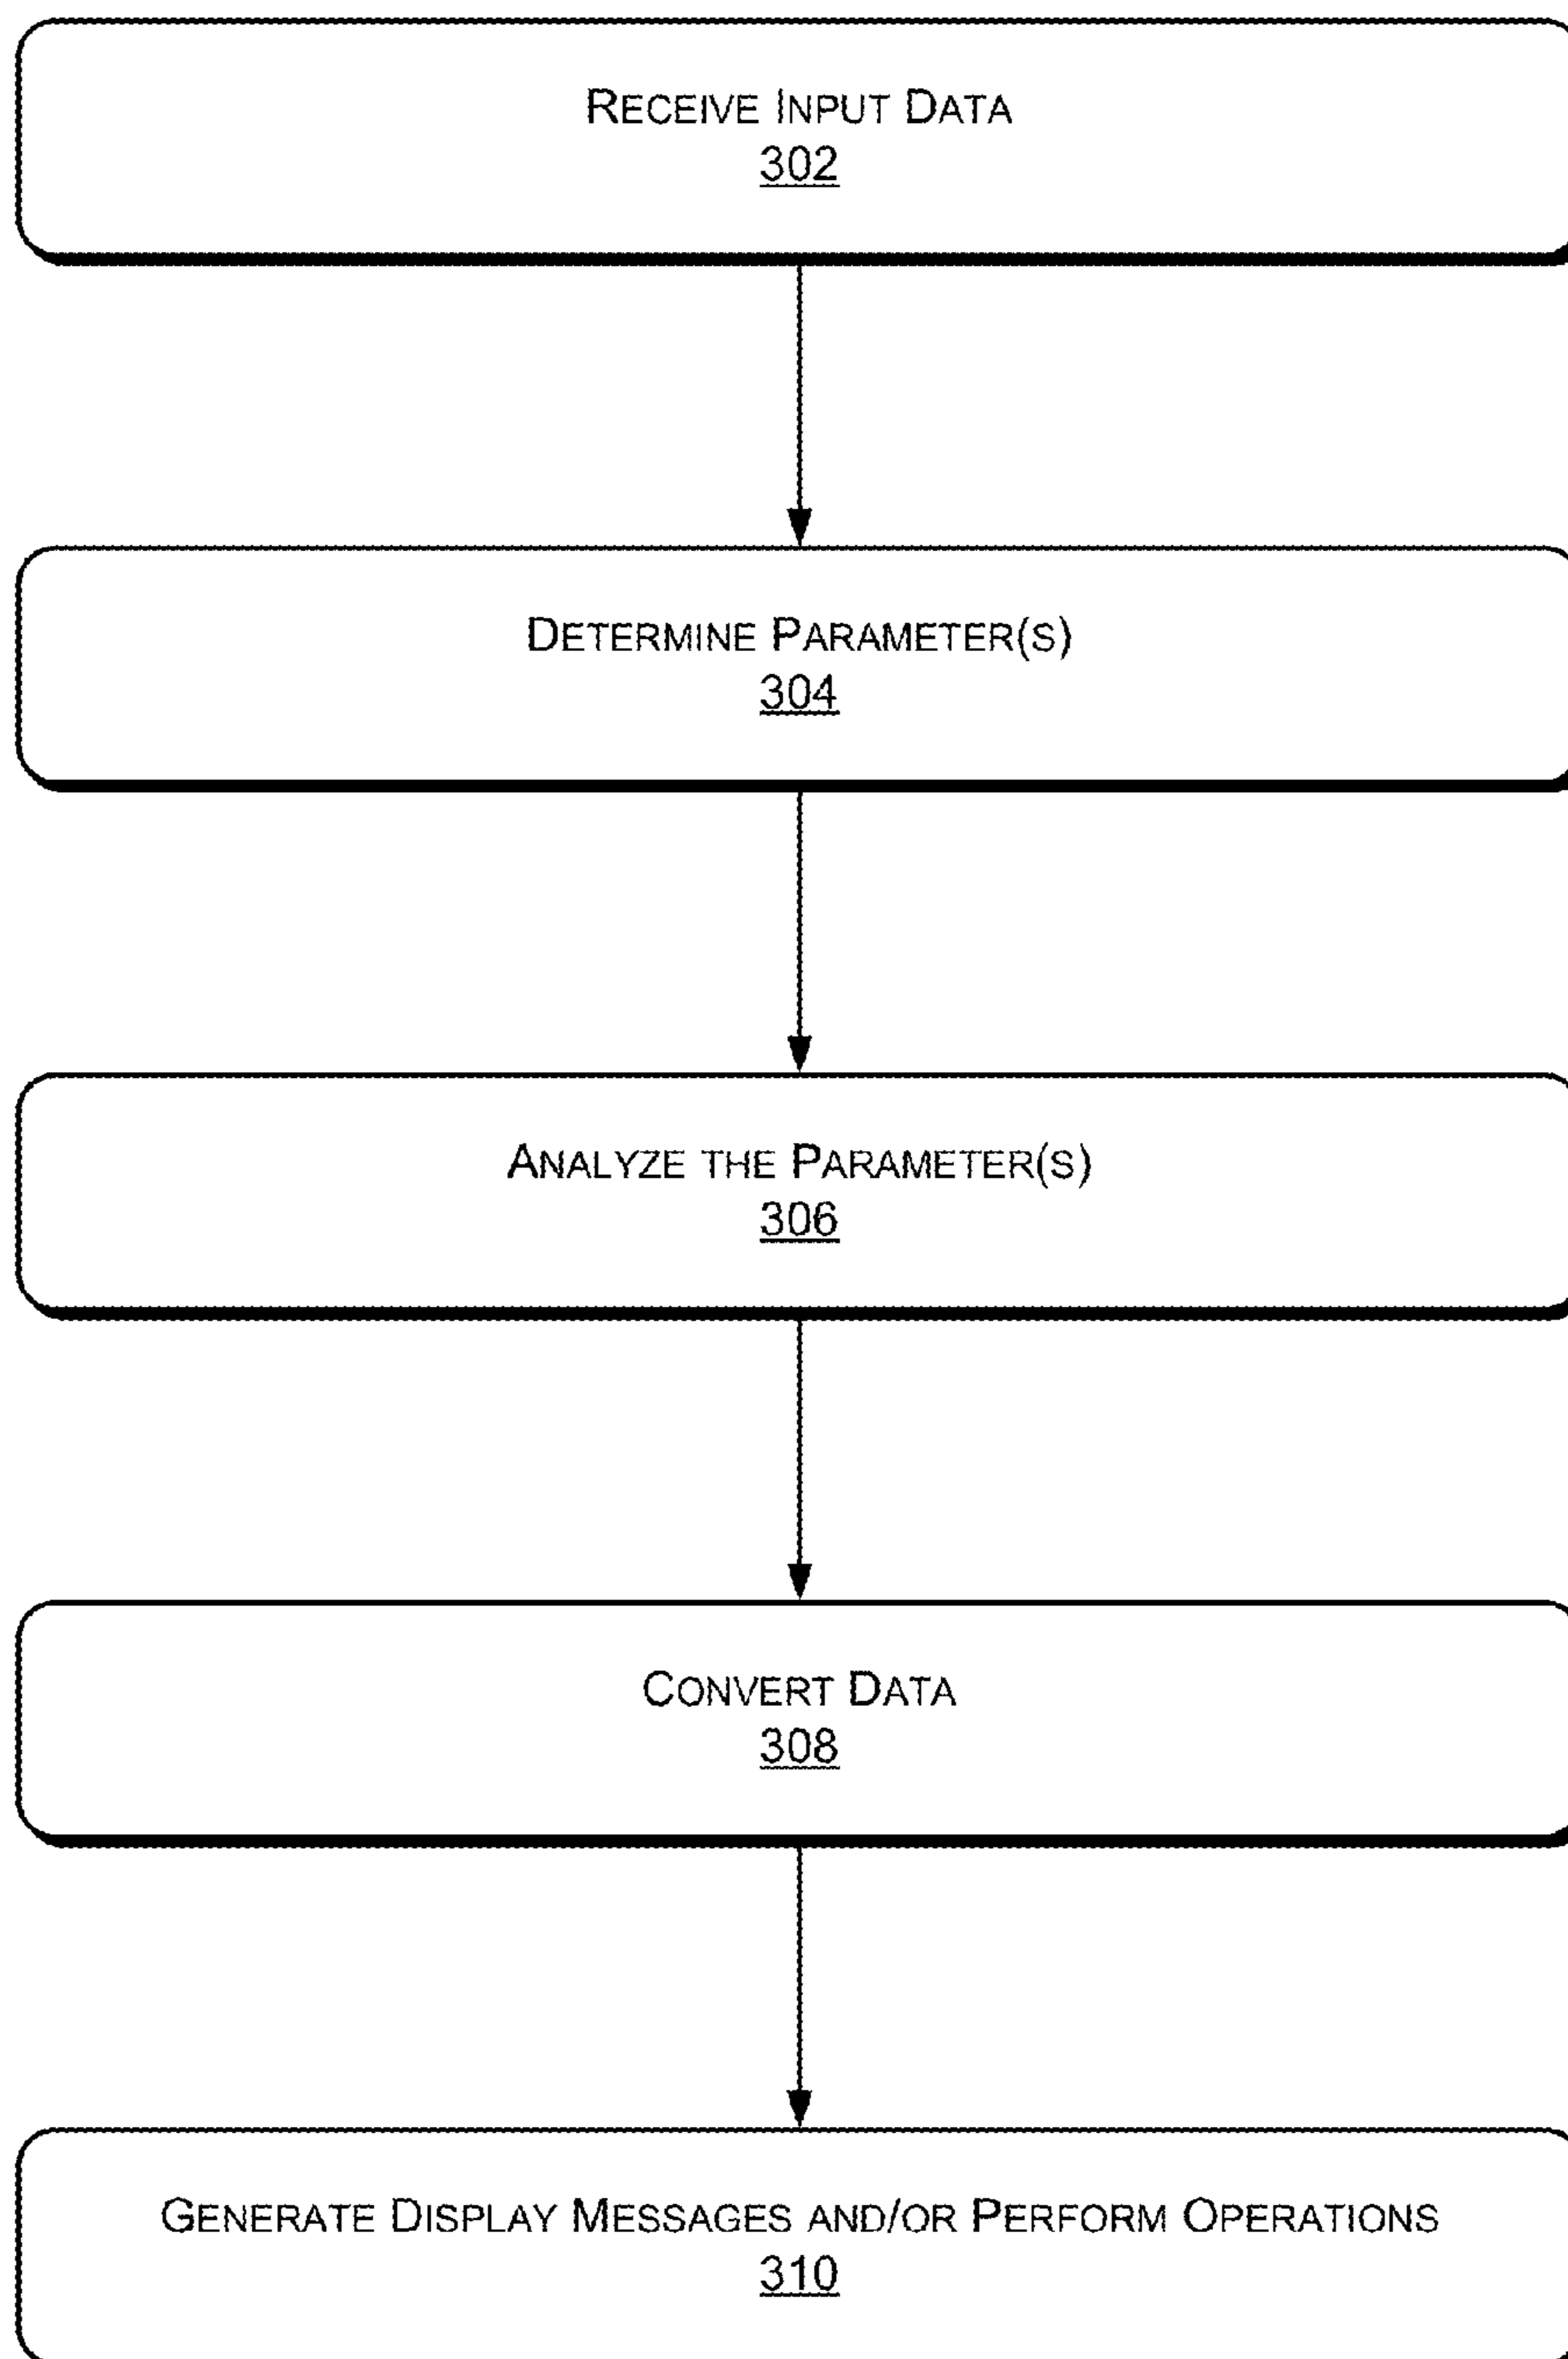 RECEIVE INPUT DATA
302
DETERMINE PARAMETER(S)
304
ANALYZE THE PARAMETER(S)
306
CONVERT DATA
308
GENERATE DISPLAY MESSAGES AND/OR PERFORM OPERATIONS
310